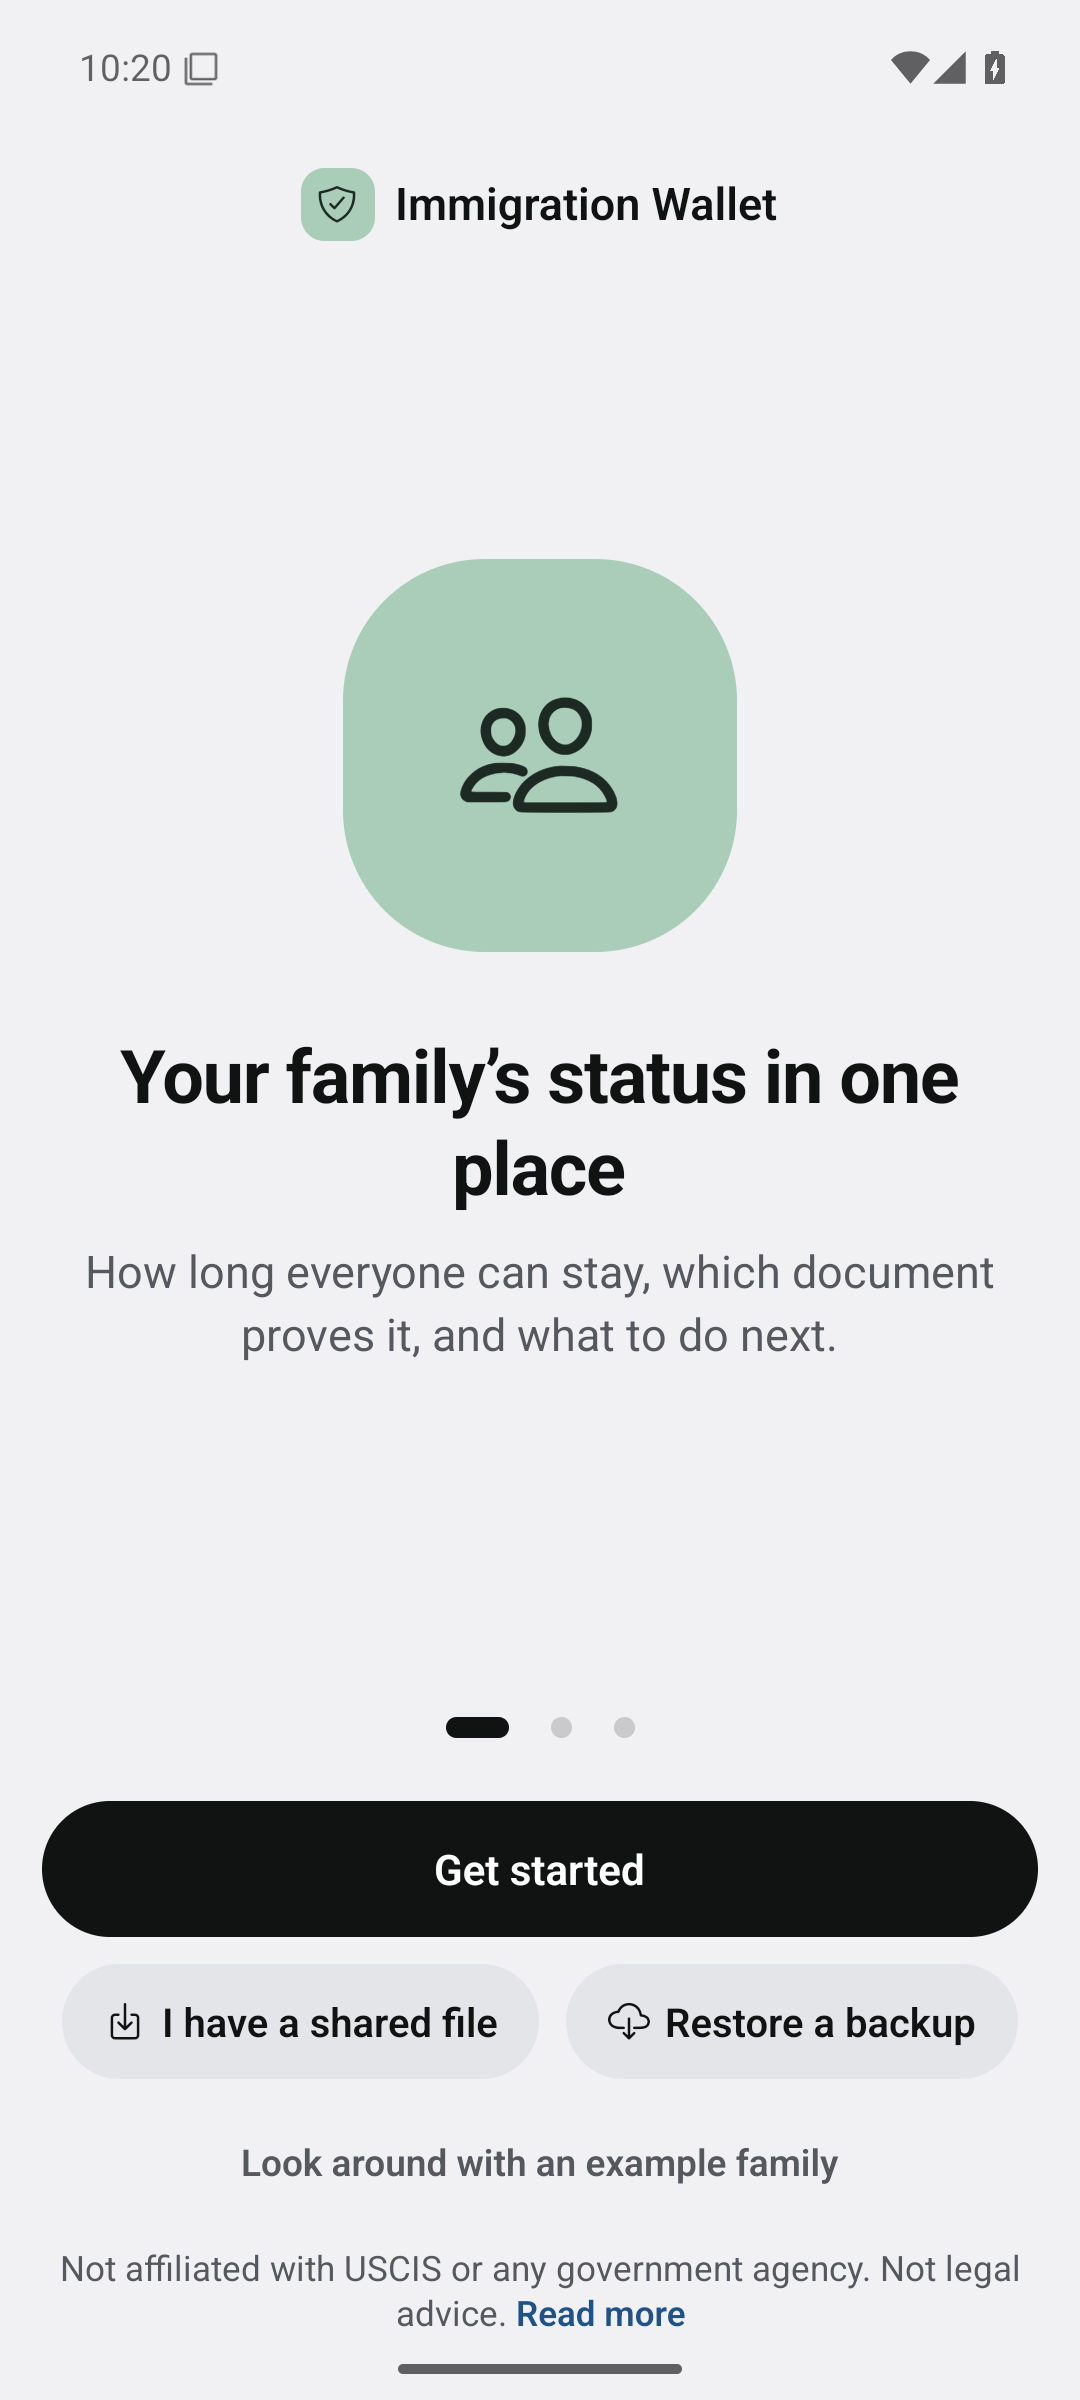 10:20
Immigration Wallet
Your family’s status in one
place
How long everyone can stay, which document
proves it, and what to do next.
Get started
I have a shared file
Restore a backup
Look around with an example family
Not affiliated with USCIS or any government agency. Not legal
advice. Read more